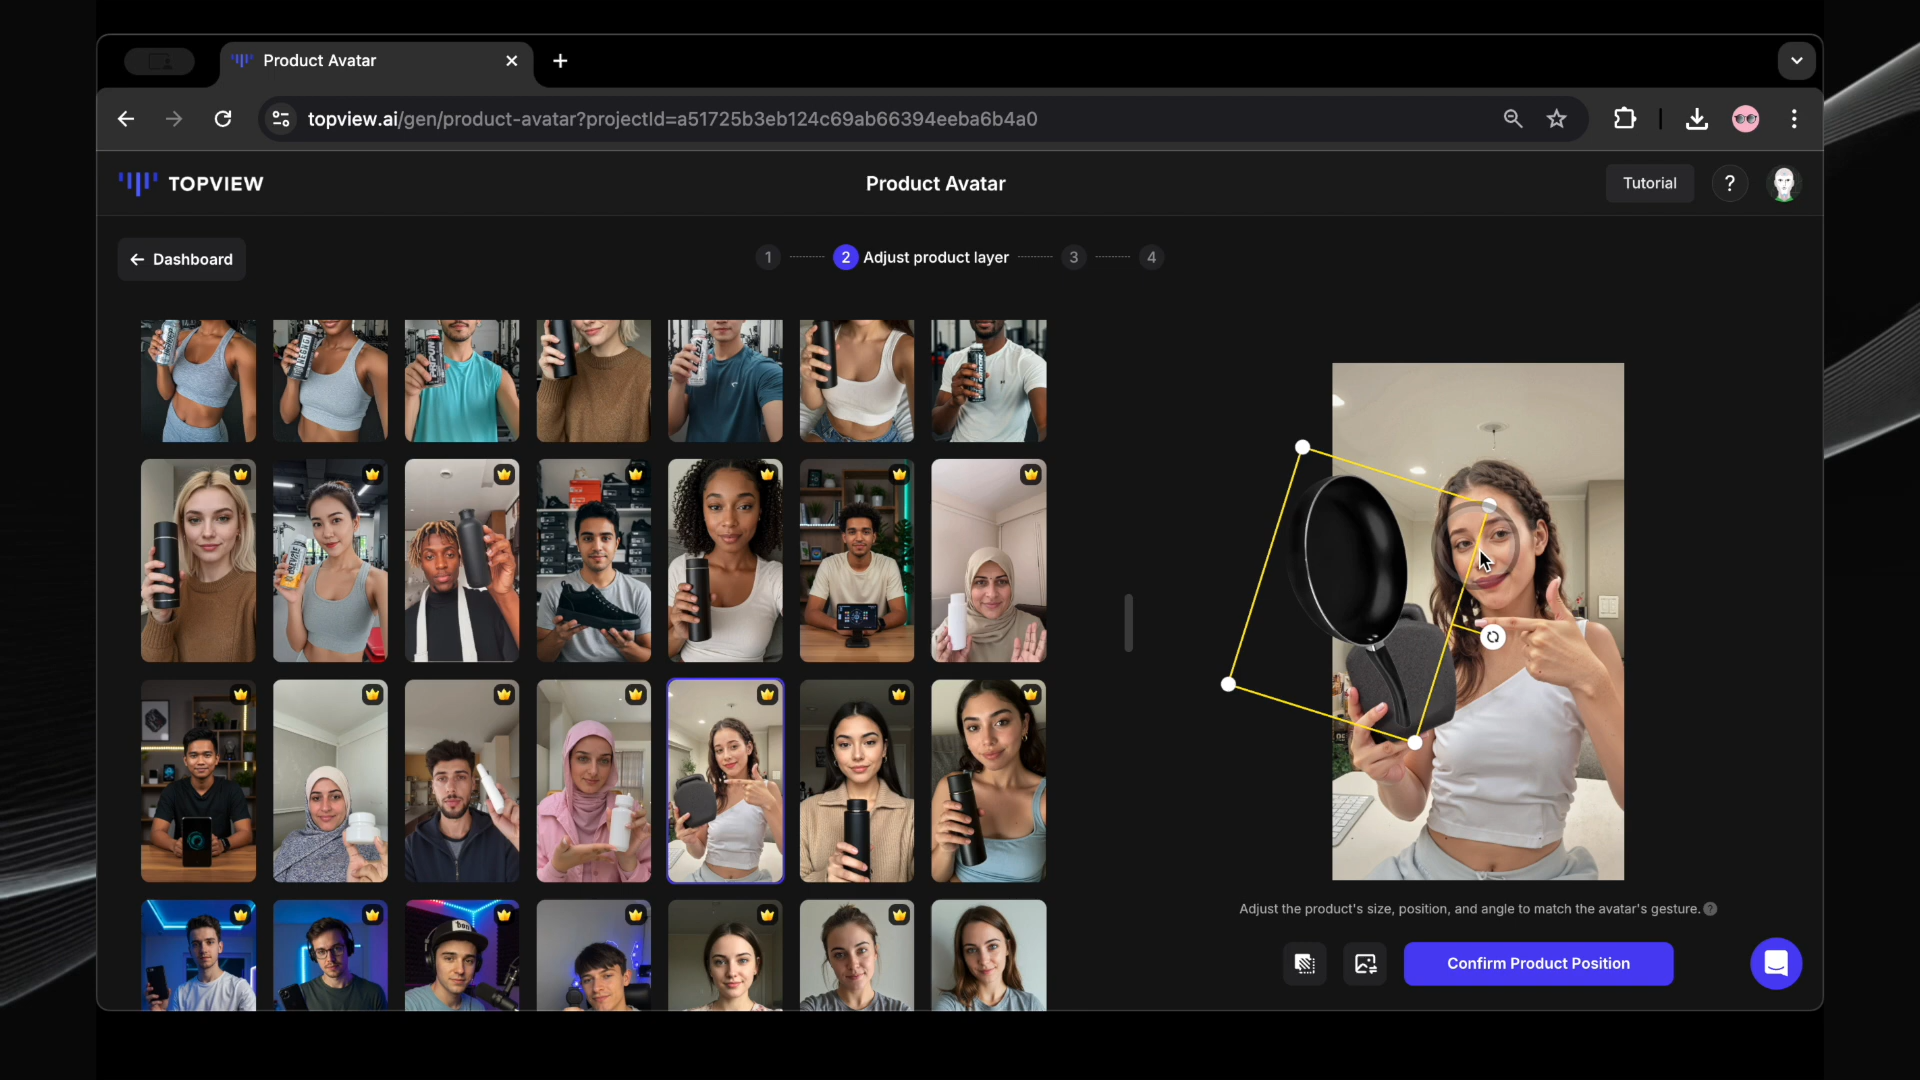 Product Avatar
topview.ai/gen/product-avatar?projectId=a51725b3eb124c69ab66394eeba6b4a0
TOPVIEW
Product Avatar
Tutorial
?
Dashboard
1
2 Adjust product layer
3
4
Adjust the product's size, position, and angle to match the avatar's gesture. ?
Confirm Product Position